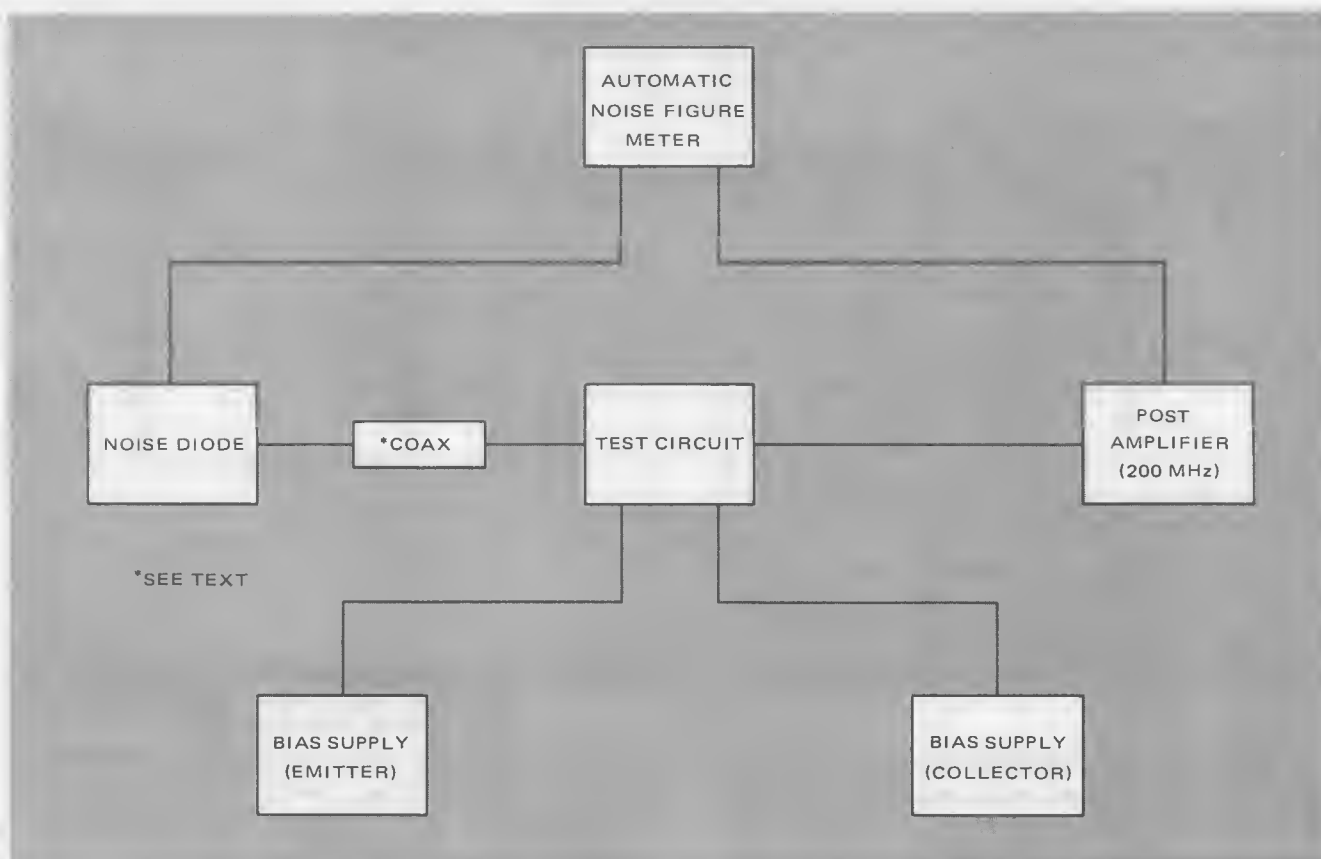 AUTOMATIC
NOISE FIGURE
METER
NOISE DIODE
*COAX
TEST CIRCUIT
POST
AMPLIFIER
(200 MHz)
*SEE TEXT
BIAS SUPPLY
(EMITTER)
BIAS SUPPLY
(COLLECTOR)